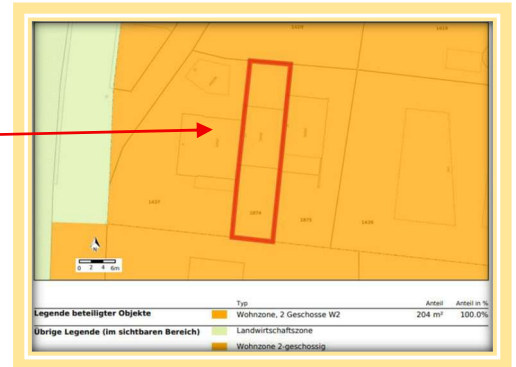 0 2 4 6m
Typ Anteil Anteil in %
Legende beteiligter Objekte Wohnzone, 2 Geschosse W2 204 m² 100.0%
Übrige Legende (im sichtbaren Bereich) Landwirtschaftszone
Wohnzone 2-geschossig